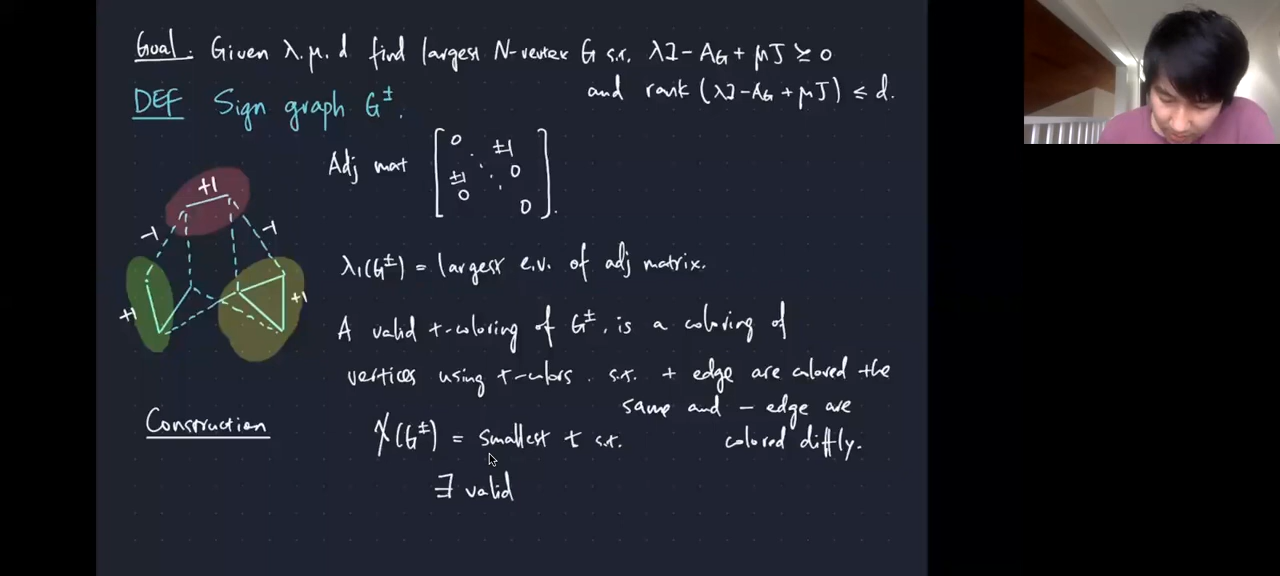 Goal. Given λ, μ, d find largest N-vertex G s.t. λI - A_G + μJ ⪰ 0
and rank (λI - A_G + μJ) ≤ d.
DEF Sign graph G^±.
Adj mat [ 0 ⋱ ±1 ±1 ⋱ 0 0 0 ].
+1
-1
-1
+1
+1
λ₁(G^±) = largest e.v. of adj matrix.
A valid t-coloring of G^±. is a coloring of
vertices using t-colors. s.t. + edge are colored the
same and - edge are
colored diffly.
Construction
χ(G^±) = smallest t s.t.
∃ valid